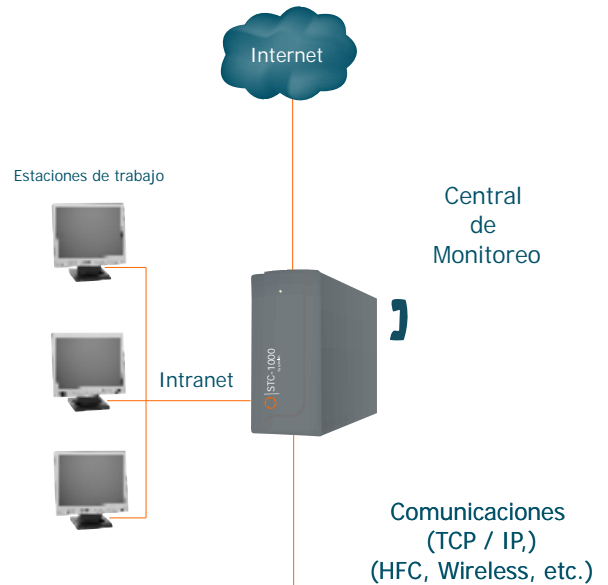 Internet
Estaciones de trabajo
Central
de
Monitoreo
STC-1000
Intranet
Comunicaciones
(TCP / IP,)
(HFC, Wireless, etc.)